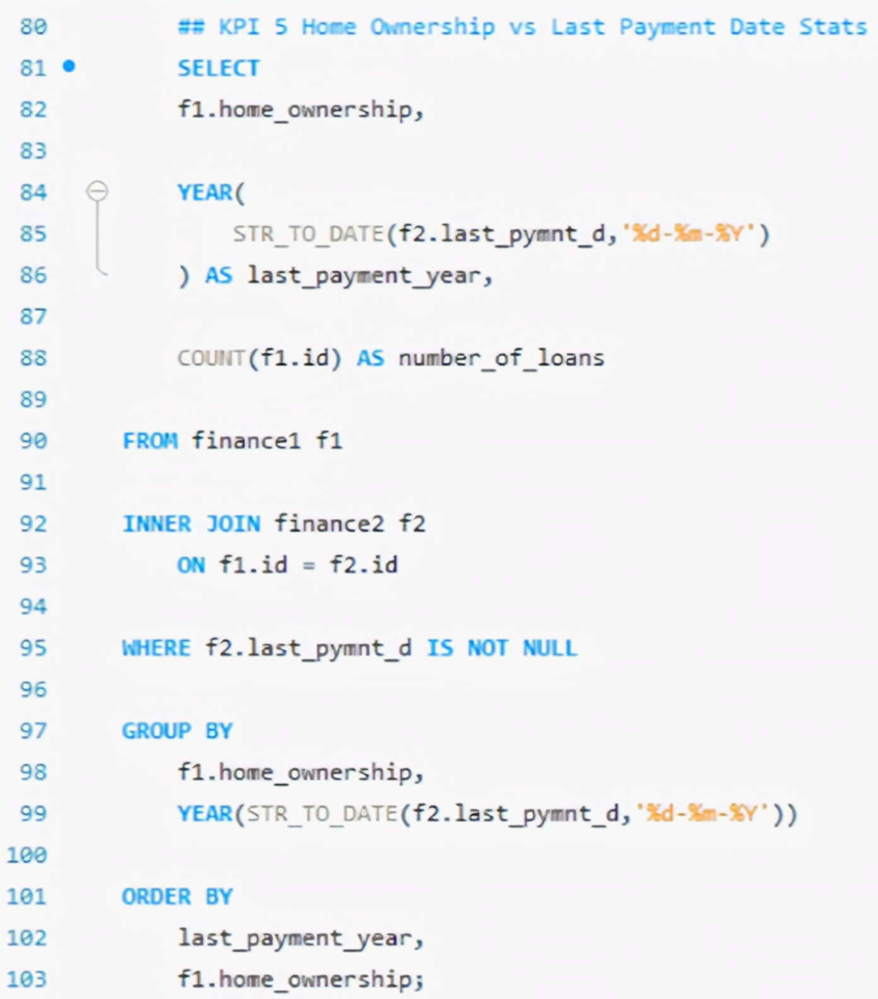 80 ## KPI 5 Home Ownership vs Last Payment Date Stats
81 SELECT
82 f1.home_ownership,
83
84 YEAR(
85 STR_TO_DATE(f2.last_pymnt_d,'%d-%m-%Y')
86 ) AS last_payment_year,
87
88 COUNT(f1.id) AS number_of_loans
89
90 FROM finance1 f1
91
92 INNER JOIN finance2 f2
93 ON f1.id = f2.id
94
95 WHERE f2.last_pymnt_d IS NOT NULL
96
97 GROUP BY
98 f1.home_ownership,
99 YEAR(STR_TO_DATE(f2.last_pymnt_d,'%d-%m-%Y'))
100
101 ORDER BY
102 last_payment_year,
103 f1.home_ownership;